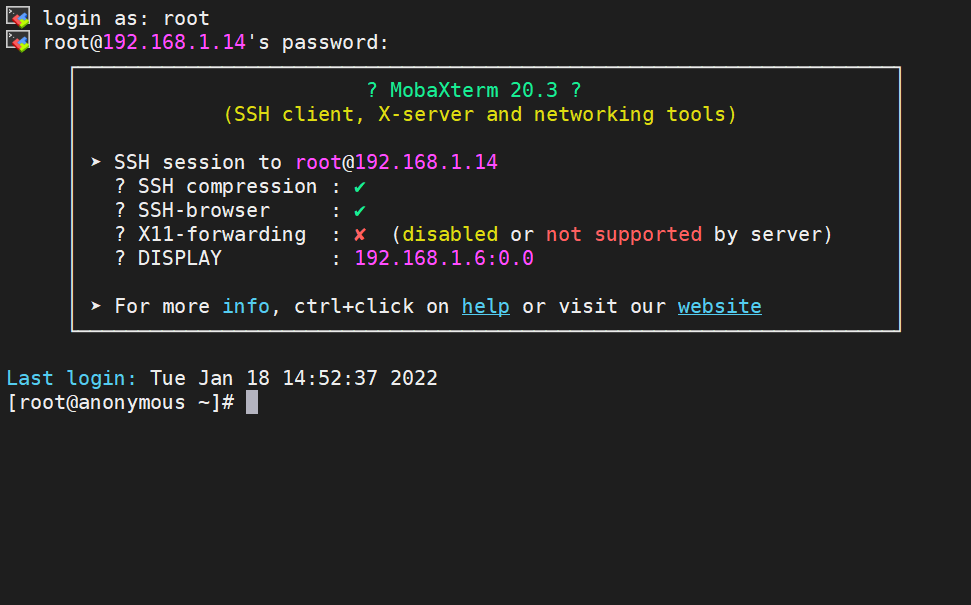 login as: root
root@192.168.1.14's password:
? MobaXterm 20.3 ?
(SSH client, X-server and networking tools)
➤ SSH session to root@192.168.1.14
? SSH compression : ✔
? SSH-browser     : ✔
? X11-forwarding  : ✘  (disabled or not supported by server)
? DISPLAY         : 192.168.1.6:0.0
➤ For more info, ctrl+click on help or visit our website
Last login: Tue Jan 18 14:52:37 2022
[root@anonymous ~]#